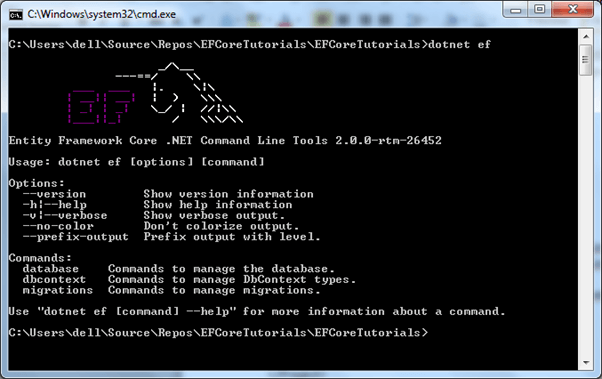 C:\Windows\system32\cmd.exe
C:\Users\dell\Source\Repos\EFCoreTutorials\EFCoreTutorials>dotnet ef
EF
Entity Framework Core .NET Command Line Tools 2.0.0-rtm-26452
Usage: dotnet ef [options] [command]
Options:
--version        Show version information
-h|--help        Show help information
-v|--verbose     Show verbose output.
--no-color       Don't colorize output.
--prefix-output  Prefix output with level.
Commands:
database    Commands to manage the database.
dbcontext   Commands to manage DbContext types.
migrations  Commands to manage migrations.
Use "dotnet ef [command] --help" for more information about a command.
C:\Users\dell\Source\Repos\EFCoreTutorials\EFCoreTutorials>